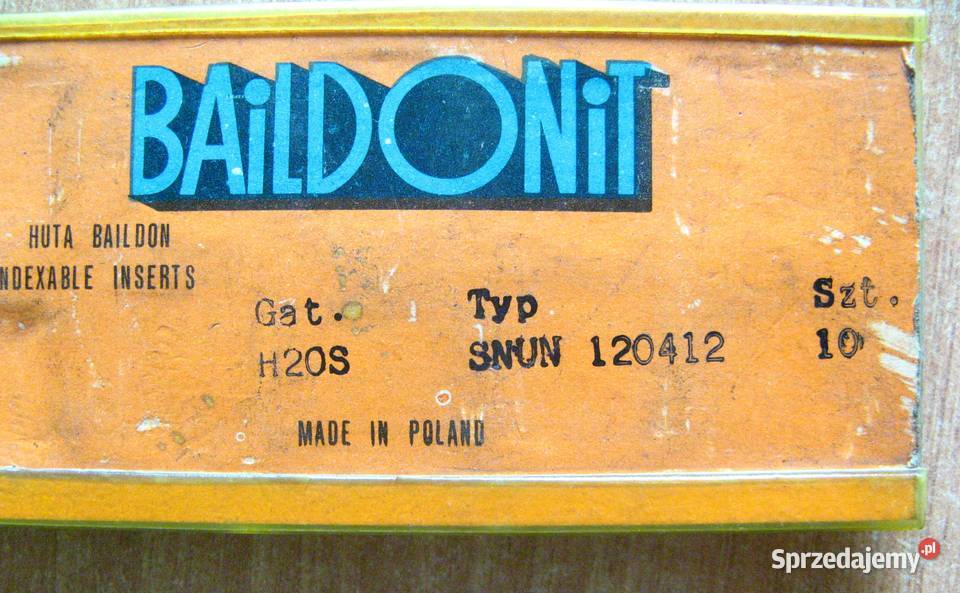 BAiLDONiT
HUTA BAILDON
NDEXABLE INSERTS
Gat. Typ Szt.
H20S SNUN 120412 10
MADE IN POLAND
Sprzedajemy.pl